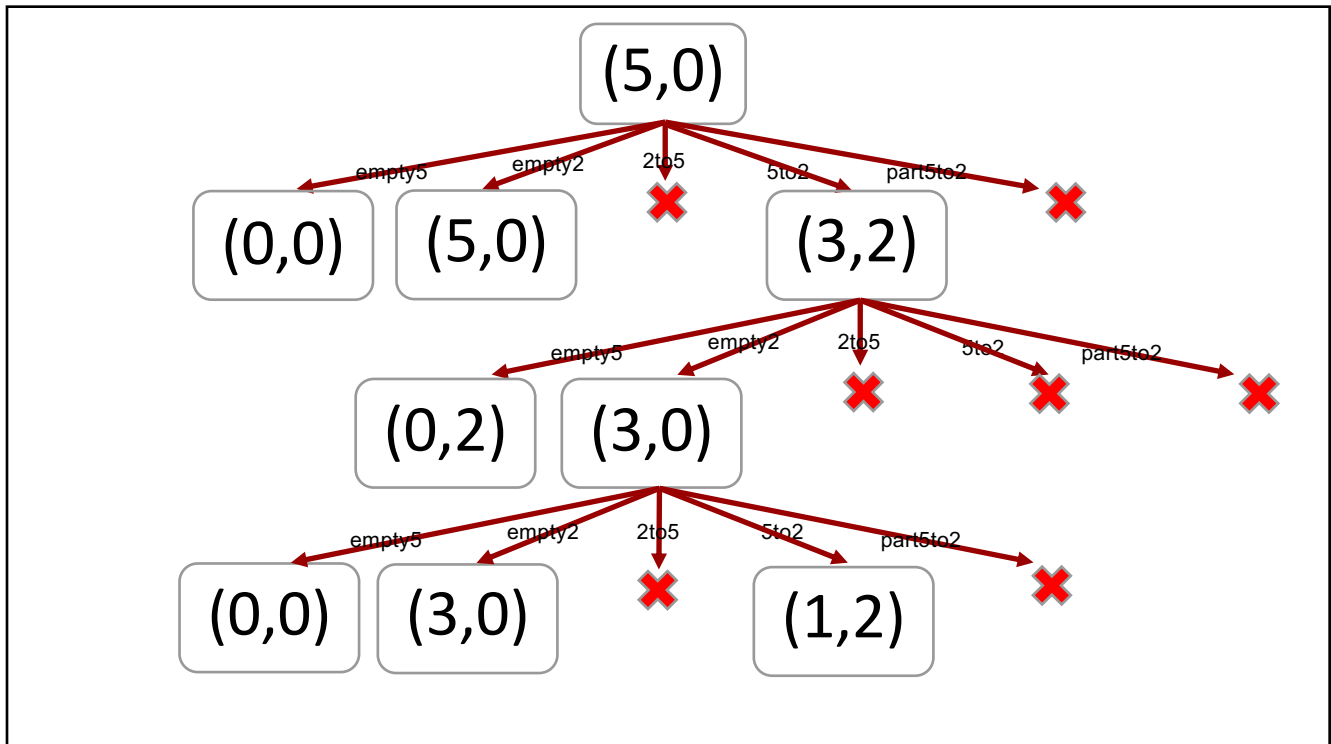 (5,0)
empty5 empty2 2to5 5to2 part5to2
(0,0) (5,0) (3,2)
empty5 empty2 2to5 5to2 part5to2
(0,2) (3,0)
empty5 empty2 2to5 5to2 part5to2
(0,0) (3,0) (1,2)